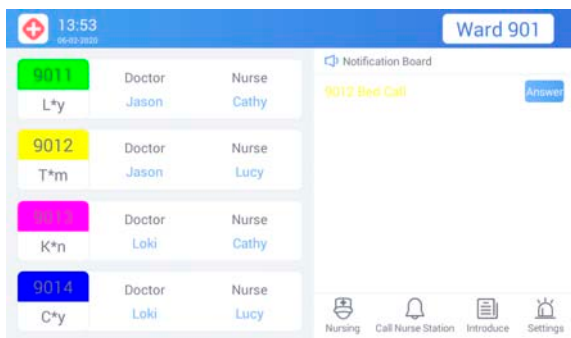 13:53
06-02-2020
Ward 901
9011
Doctor Nurse
L*y
Jason Cathy
9012
Doctor Nurse
T*m
Jason Lucy
9013
Doctor Nurse
K*n
Loki Cathy
9014
Doctor Nurse
C*y
Loki Lucy
Notification Board
9012 Bed Call Answer
Nursing Call Nurse Station Introduce Settings